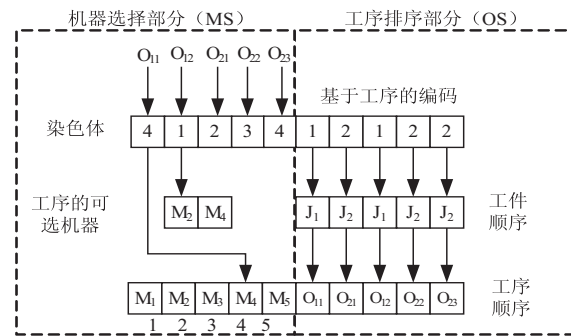 机器选择部分（MS） 工序排序部分（OS）
O₁₁ O₁₂ O₂₁ O₂₂ O₂₃
基于工序的编码
染色体 4 1 2 3 4 1 2 1 2 2
工序的可
选机器
M₂ M₄ J₁ J₂ J₁ J₂ J₂
工件
顺序
M₁ M₂ M₃ M₄ M₅ O₁₁ O₂₁ O₁₂ O₂₂ O₂₃
工序
顺序
1 2 3 4 5